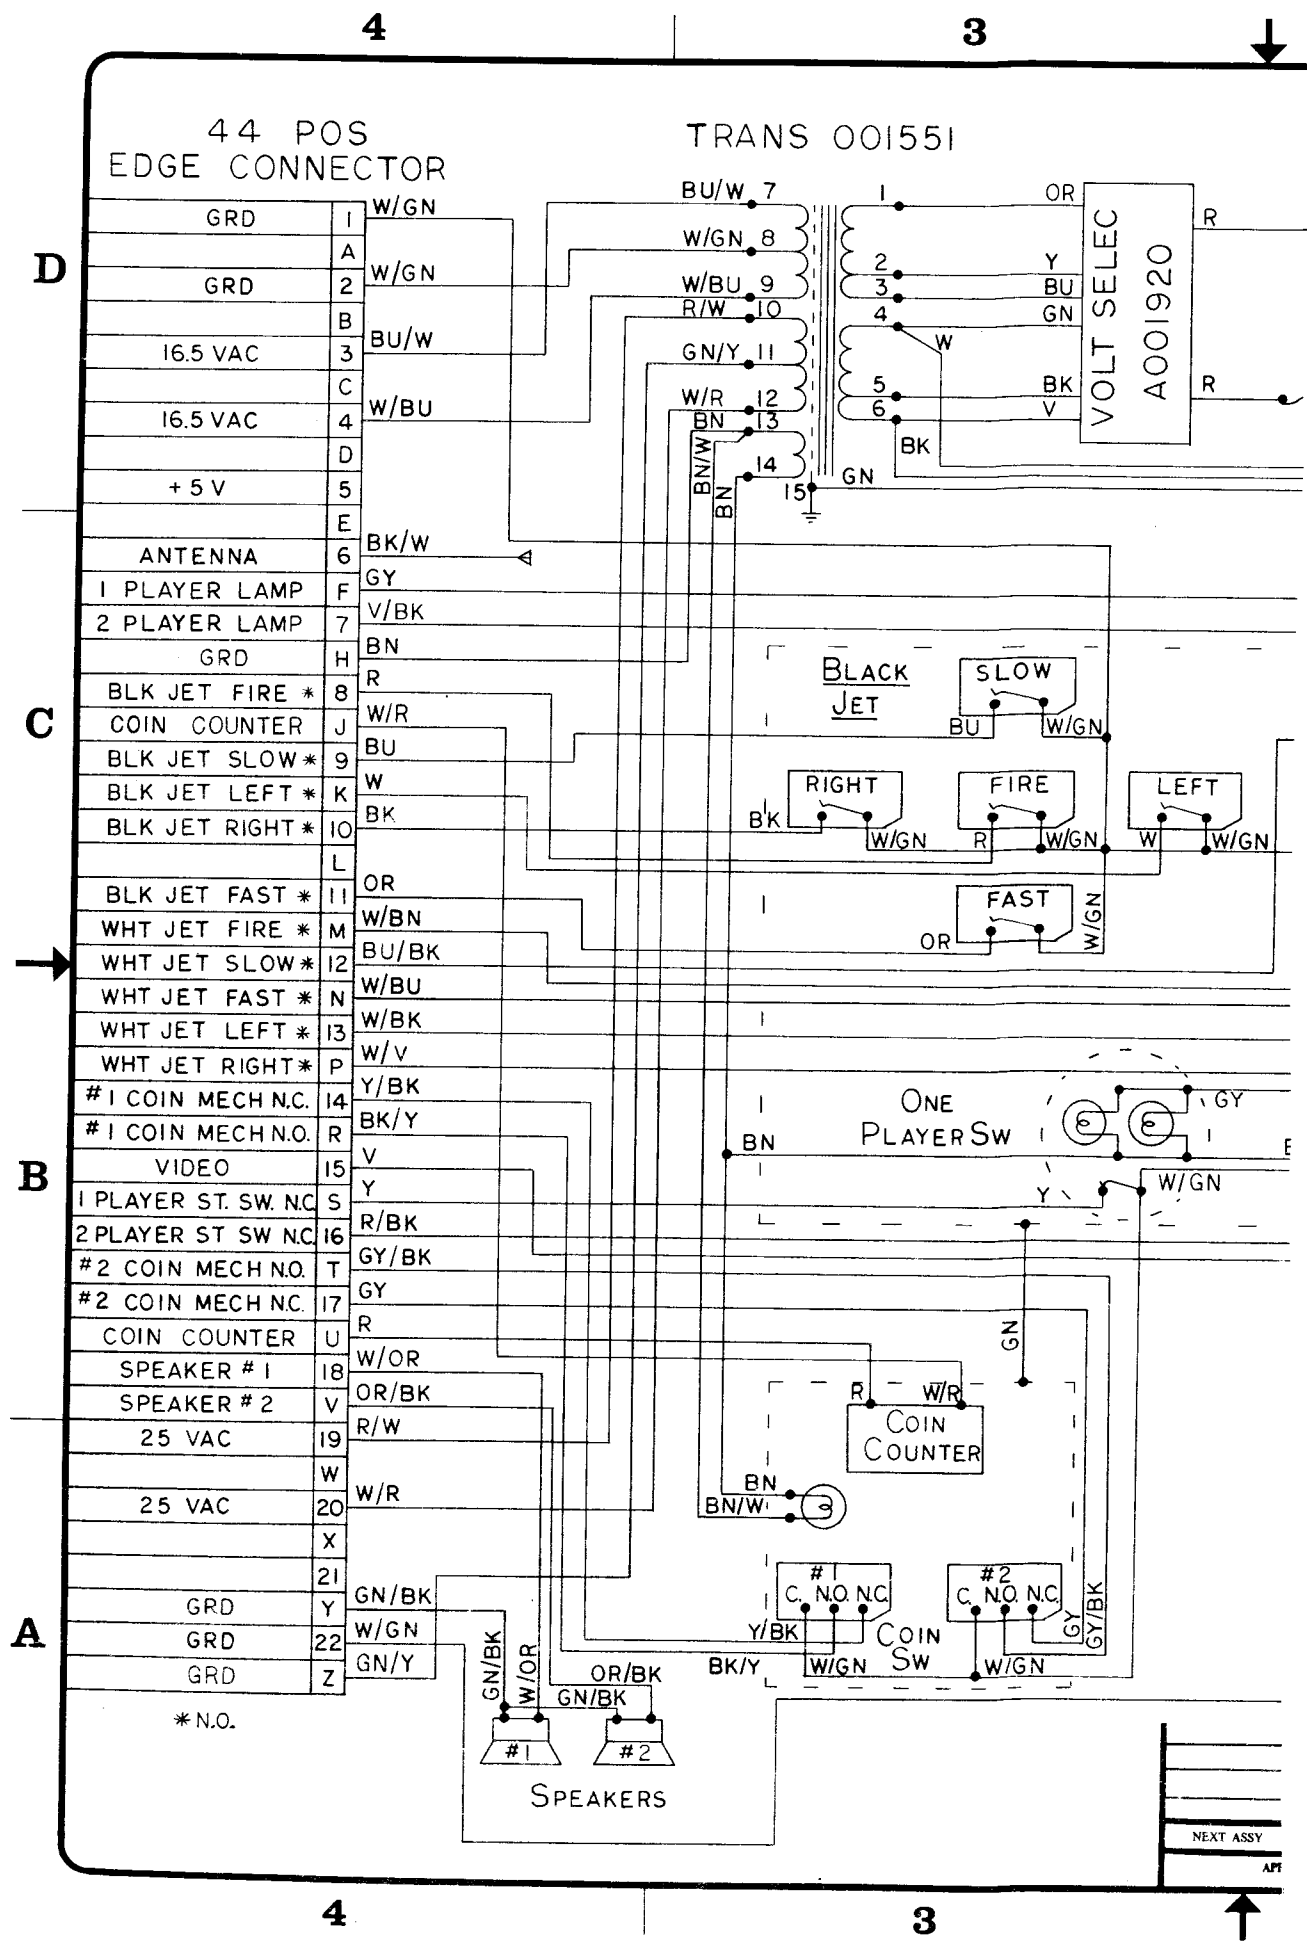 4 3
44 POS
EDGE CONNECTOR
TRANS 001551
D
GRD 1 W/GN
A
GRD 2 W/GN
B
16.5 VAC 3 BU/W
C
16.5 VAC 4 W/BU
D
+5V 5
E
ANTENNA 6 BK/W
1 PLAYER LAMP F GY
2 PLAYER LAMP 7 V/BK
GRD H BN
BLK JET FIRE * 8 R
C
COIN COUNTER J W/R
BLK JET SLOW * 9 BU
BLK JET LEFT * K W
BLK JET RIGHT * 10 BK
L
BLK JET FAST * 11 OR
WHT JET FIRE * M W/BN
WHT JET SLOW * 12 BU/BK
WHT JET FAST * N W/BU
WHT JET LEFT * 13 W/BK
WHT JET RIGHT * P W/V
#1 COIN MECH N.C. 14 Y/BK
#1 COIN MECH N.O. R BK/Y
B
VIDEO 15 V
1 PLAYER ST. SW. N.C. S Y
2 PLAYER ST SW N.C. 16 R/BK
#2 COIN MECH N.O. T GY/BK
#2 COIN MECH N.C. 17 GY
COIN COUNTER U R
SPEAKER #1 18 W/OR
SPEAKER #2 V OR/BK
25 VAC 19 R/W
W
25 VAC 20 W/R
X
21
GRD Y GN/BK
A
GRD 22 W/GN
GRD Z GN/Y
*N.O.
BU/W 7
W/GN 8
W/BU 9
R/W 10
GN/Y 11
W/R 12
BN 13
BN/W
14
BN
15 GN
1 OR
2 Y
3 BU
4 GN
W
5 BK
6 V
BK
VOLT SELEC
A001920
R
R
BLACK
JET
SLOW
BU W/GN
RIGHT FIRE LEFT
BK W/GN R W/GN W W/GN
FAST
OR W/GN
ONE
PLAYER SW
GY
BN
Y W/GN
GN
R W/R
COIN
COUNTER
BN
BN/W
#1
C. N.O. N.C.
#2
C. N.O. N.C.
GY
GY/BK
Y/BK
COIN
SW
BK/Y W/GN W/GN
GN/BK
W/OR
OR/BK
GN/BK
#1 #2
SPEAKERS
NEXT ASSY
4 3